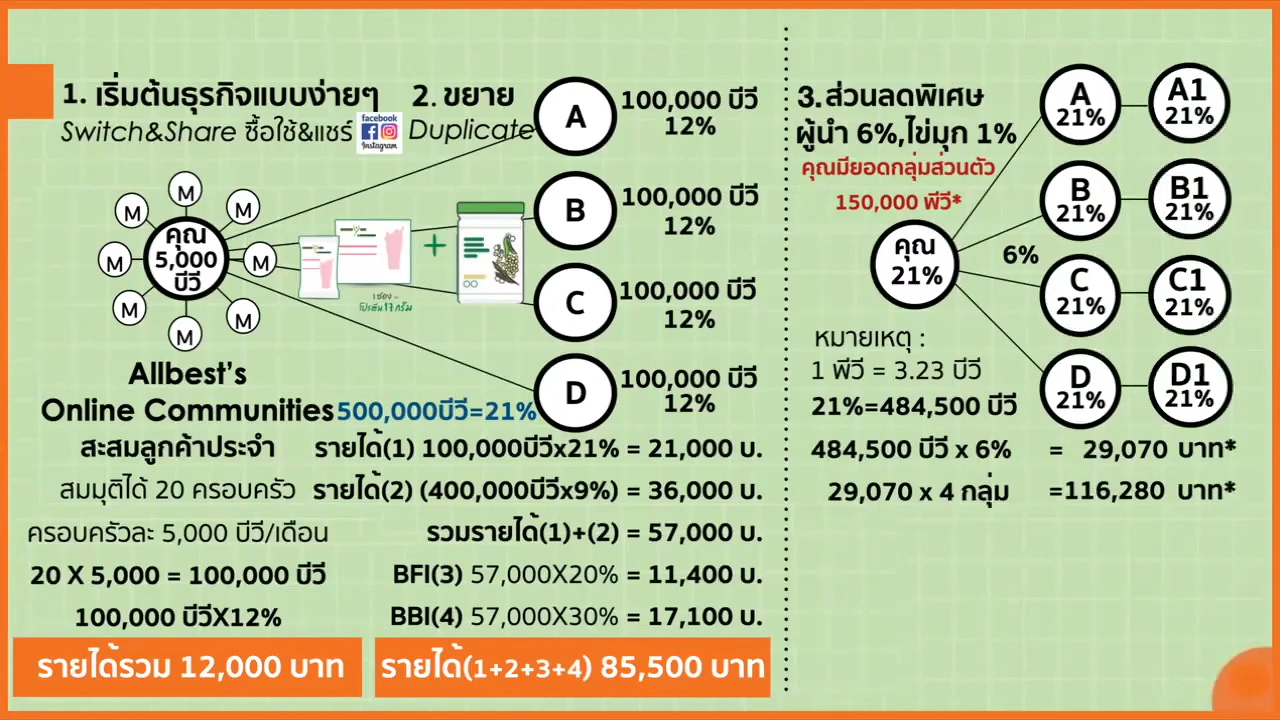 1. เริ่มต้นธุรกิจแบบง่ายๆ
Switch&Share ซื้อใช้&แชร์
facebook
Instagram
M
M
M
M
M
M
M
M
คุณ
5,000
บีวี
Allbest's
Online Communities
สะสมลูกค้าประจำ
สมมุติได้ 20 ครอบครัว
ครอบครัวละ 5,000 บีวี/เดือน
20 X 5,000 = 100,000 บีวี
100,000 บีวีX12%
รายได้รวม 12,000 บาท
2. ขยาย
Duplicate
+
1 ซอง =
โปรตีน 17 กรัม
A
100,000 บีวี
12%
B
100,000 บีวี
12%
C
100,000 บีวี
12%
D
100,000 บีวี
12%
500,000บีวี=21%
รายได้(1) 100,000บีวีx21% = 21,000 บ.
รายได้(2) (400,000บีวีx9%) = 36,000 บ.
รวมรายได้(1)+(2) = 57,000 บ.
BFI(3) 57,000X20% = 11,400 บ.
BBI(4) 57,000X30% = 17,100 บ.
รายได้(1+2+3+4) 85,500 บาท
3.ส่วนลดพิเศษ
ผู้นำ 6%,ไข่มุก 1%
คุณมียอดกลุ่มส่วนตัว
150,000 พีวี*
คุณ
21%
6%
A
21%
A1
21%
B
21%
B1
21%
C
21%
C1
21%
D
21%
D1
21%
หมายเหตุ :
1 พีวี = 3.23 บีวี
21%=484,500 บีวี
484,500 บีวี x 6% = 29,070 บาท*
29,070 x 4 กลุ่ม =116,280 บาท*